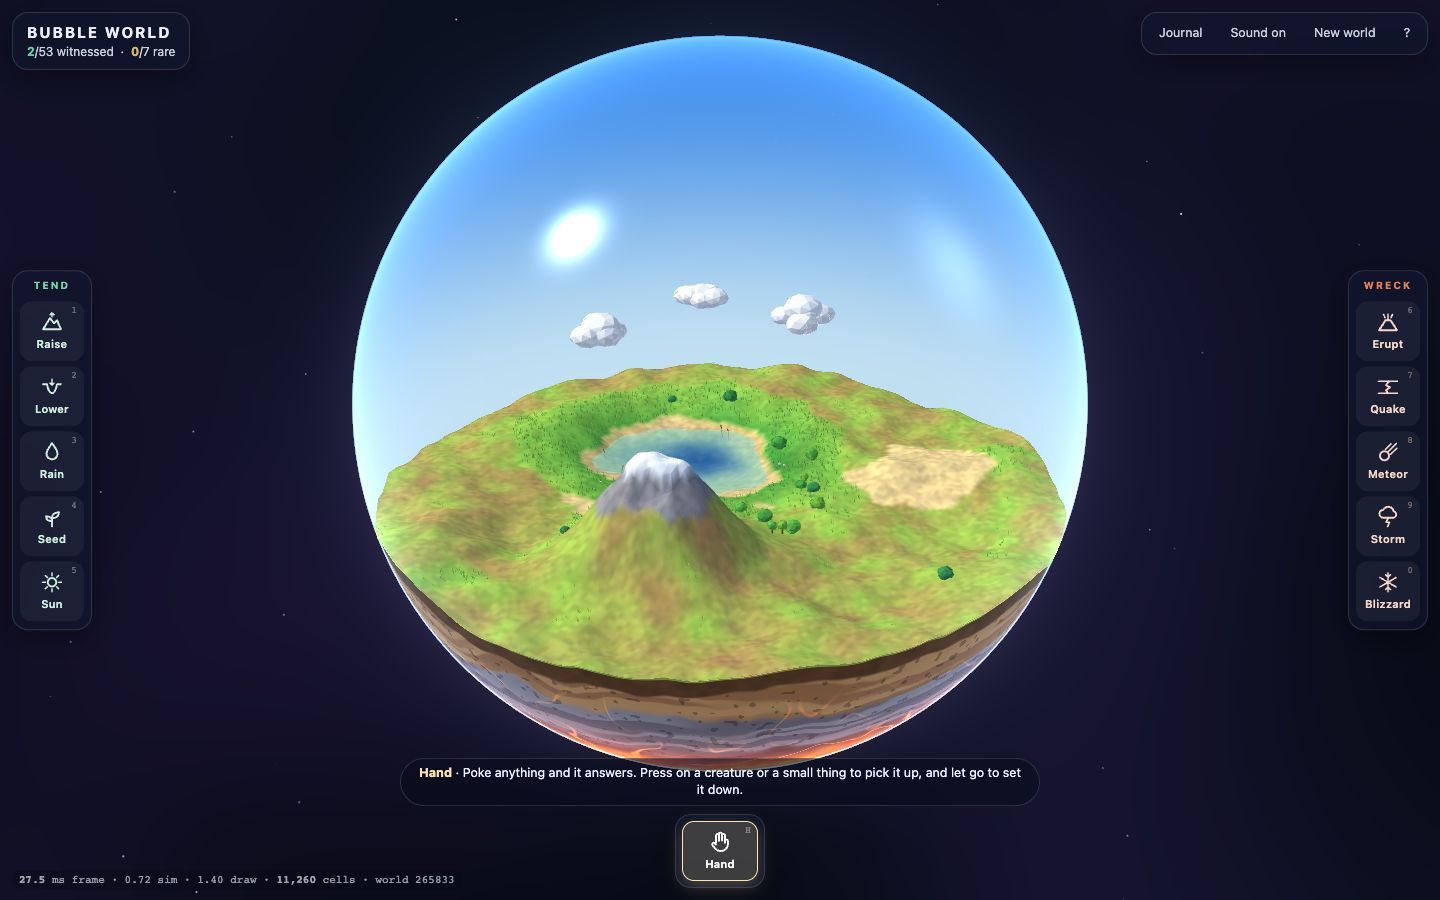 BUBBLE WORLD
2/53 witnessed · 0/7 rare
Journal
Sound on
New world
?
TEND
1
Raise
2
Lower
3
Rain
4
Seed
5
Sun
WRECK
6
Erupt
7
Quake
8
Meteor
9
Storm
0
Blizzard
Hand · Poke anything and it answers. Press on a creature or a small thing to pick it up, and let go to set
it down.
H
Hand
27.5 ms frame · 0.72 sim · 1.40 draw · 11,260 cells · world 265833